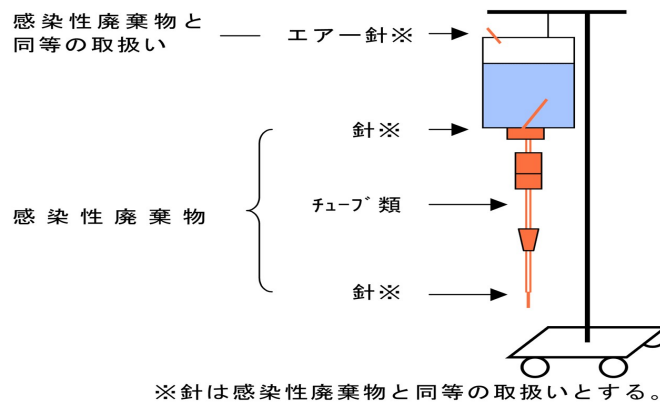 感染性廃棄物と
同等の取扱い
エアー針※
針※
感染性廃棄物
チューブ類
針※
※針は感染性廃棄物と同等の取扱いとする。